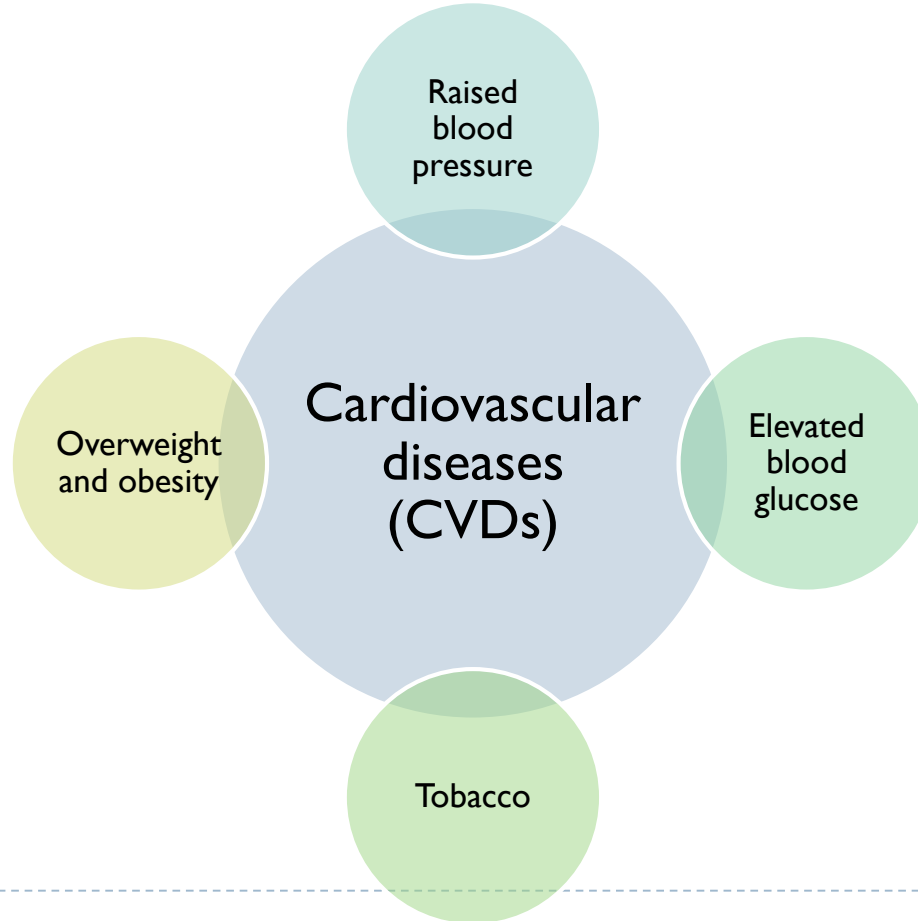 Raised
blood
pressure
Overweight
and obesity
Cardiovascular
diseases
(CVDs)
Elevated
blood
glucose
Tobacco